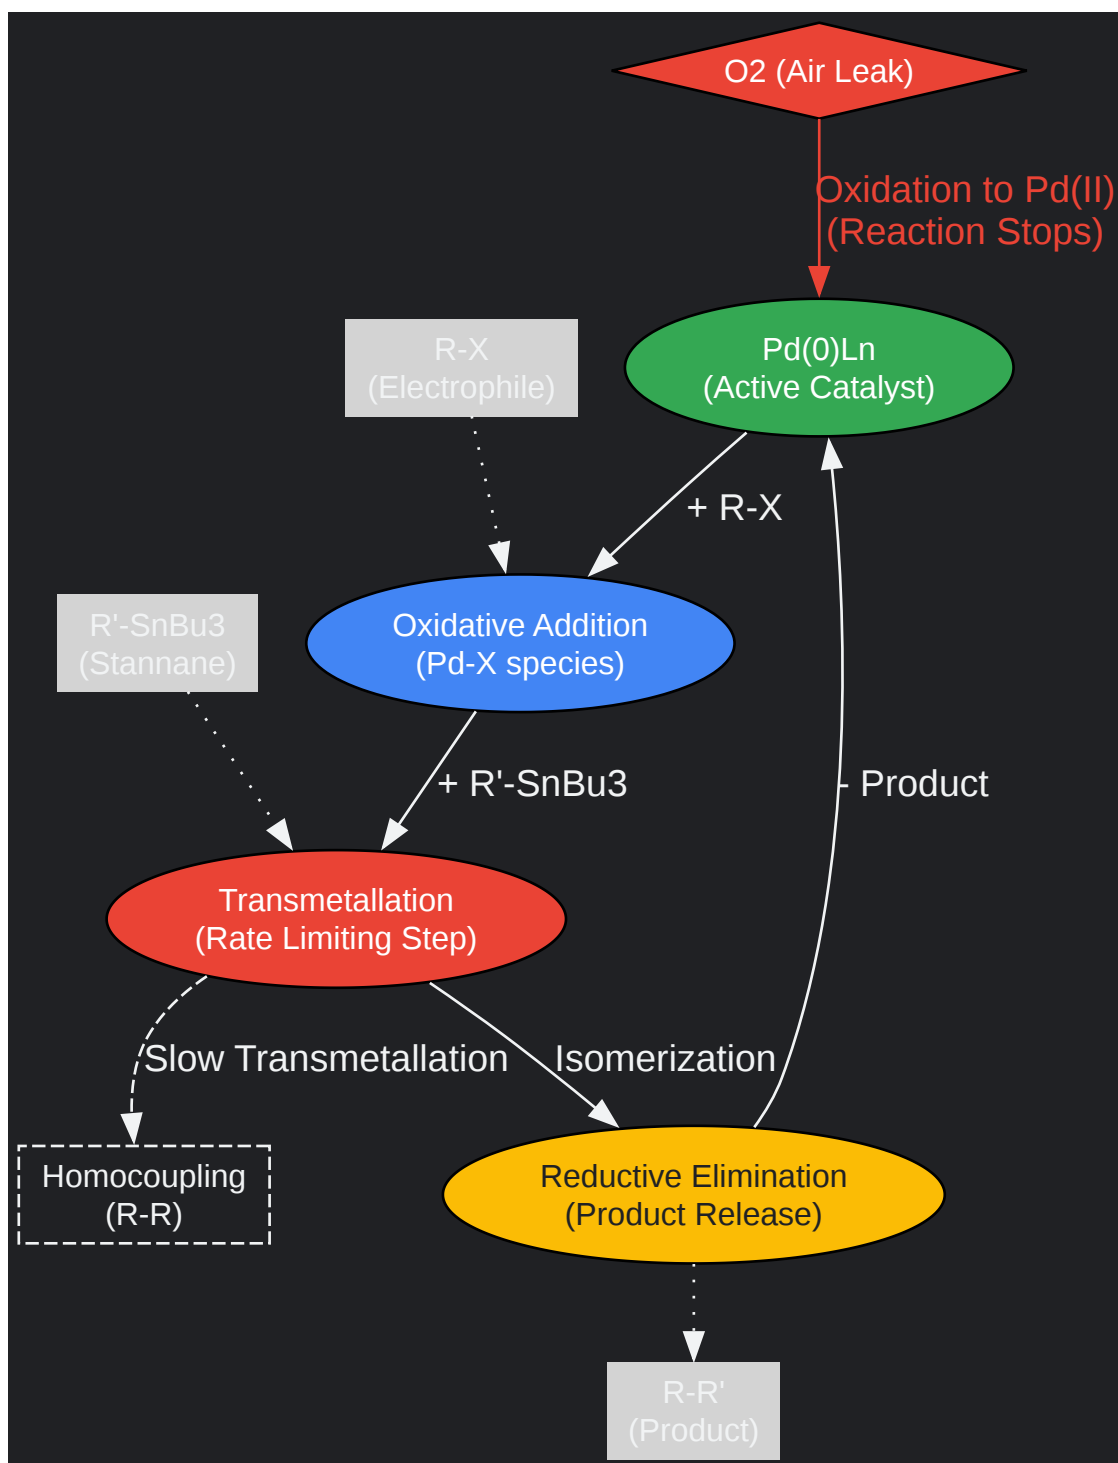 O2 (Air Leak)
Oxidation to Pd(II)
(Reaction Stops)
R-X
(Electrophile)
Pd(0)Ln
(Active Catalyst)
+ R-X
R'-SnBu3
(Stannane)
Oxidative Addition
(Pd-X species)
+ R'-SnBu3
- Product
Transmetallation
(Rate Limiting Step)
Slow Transmetallation
Isomerization
Homocoupling
(R-R)
Reductive Elimination
(Product Release)
R-R'
(Product)